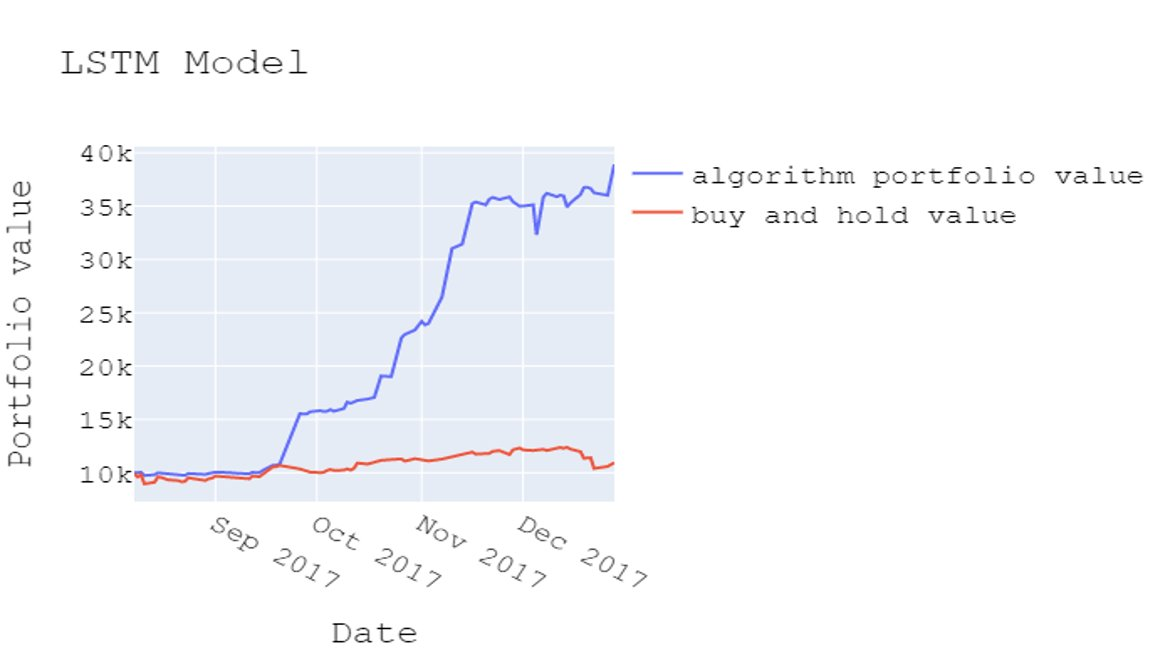 LSTM Model
Portfolio value
40k
35k
30k
25k
20k
15k
10k
Sep 2017
Oct 2017
Nov 2017
Dec 2017
Date
algorithm portfolio value
buy and hold value